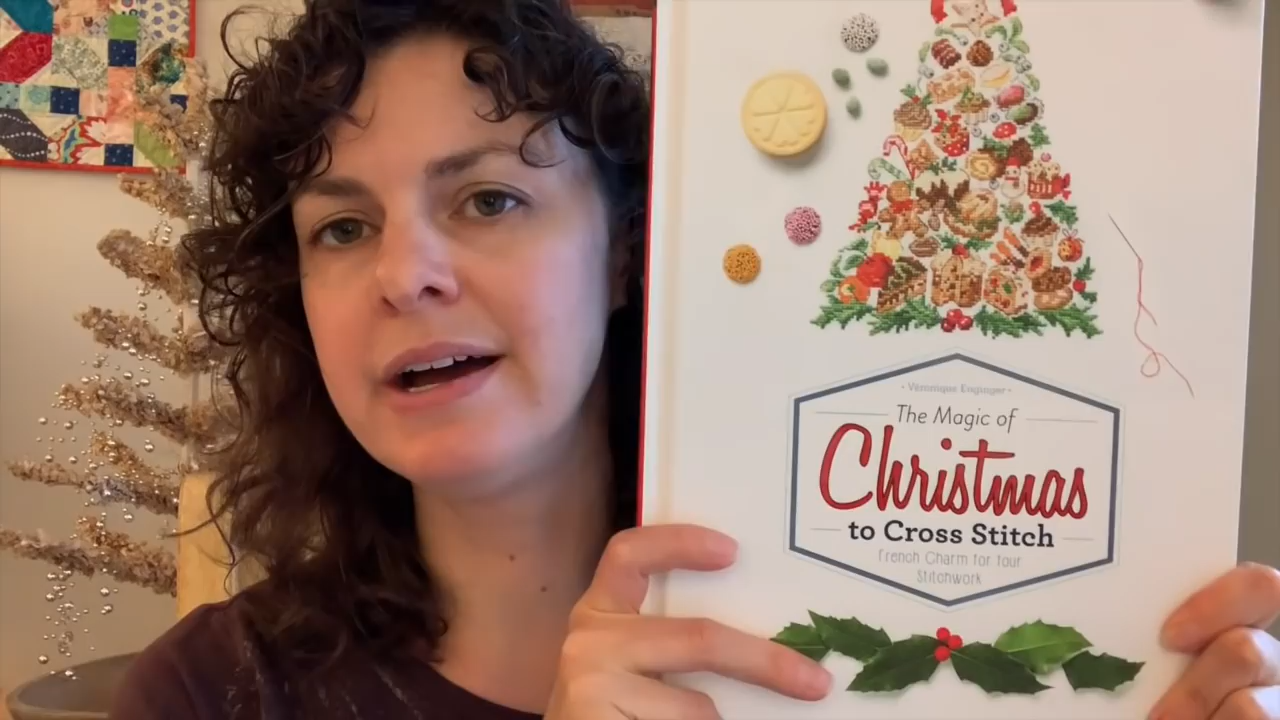 • Véronique Enginger •
The Magic of
Christmas
to Cross Stitch
French Charm for Your
Stitchwork